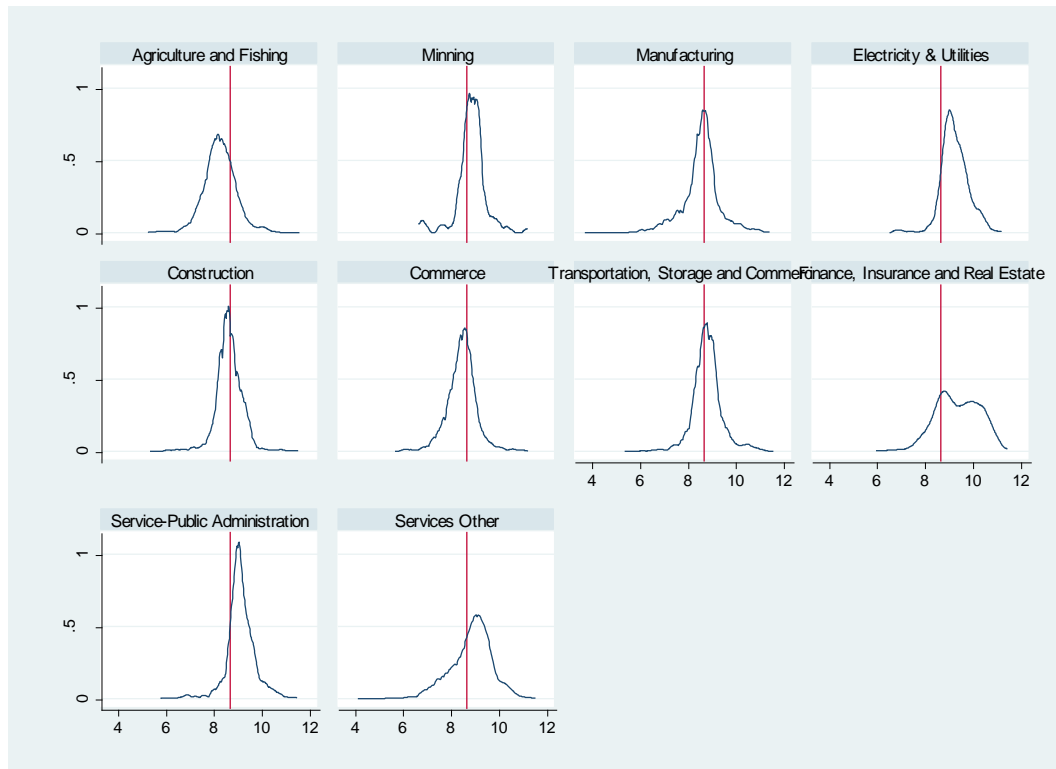 Agriculture and Fishing
Minning
Manufacturing
Electricity & Utilities
1
.5
0
Construction
Commerce
Transportation, Storage and Commerc
Finance, Insurance and Real Estate
1
.5
0
4 6 8 10 12
4 6 8 10 12
Service-Public Administration
Services Other
1
.5
0
4 6 8 10 12
4 6 8 10 12